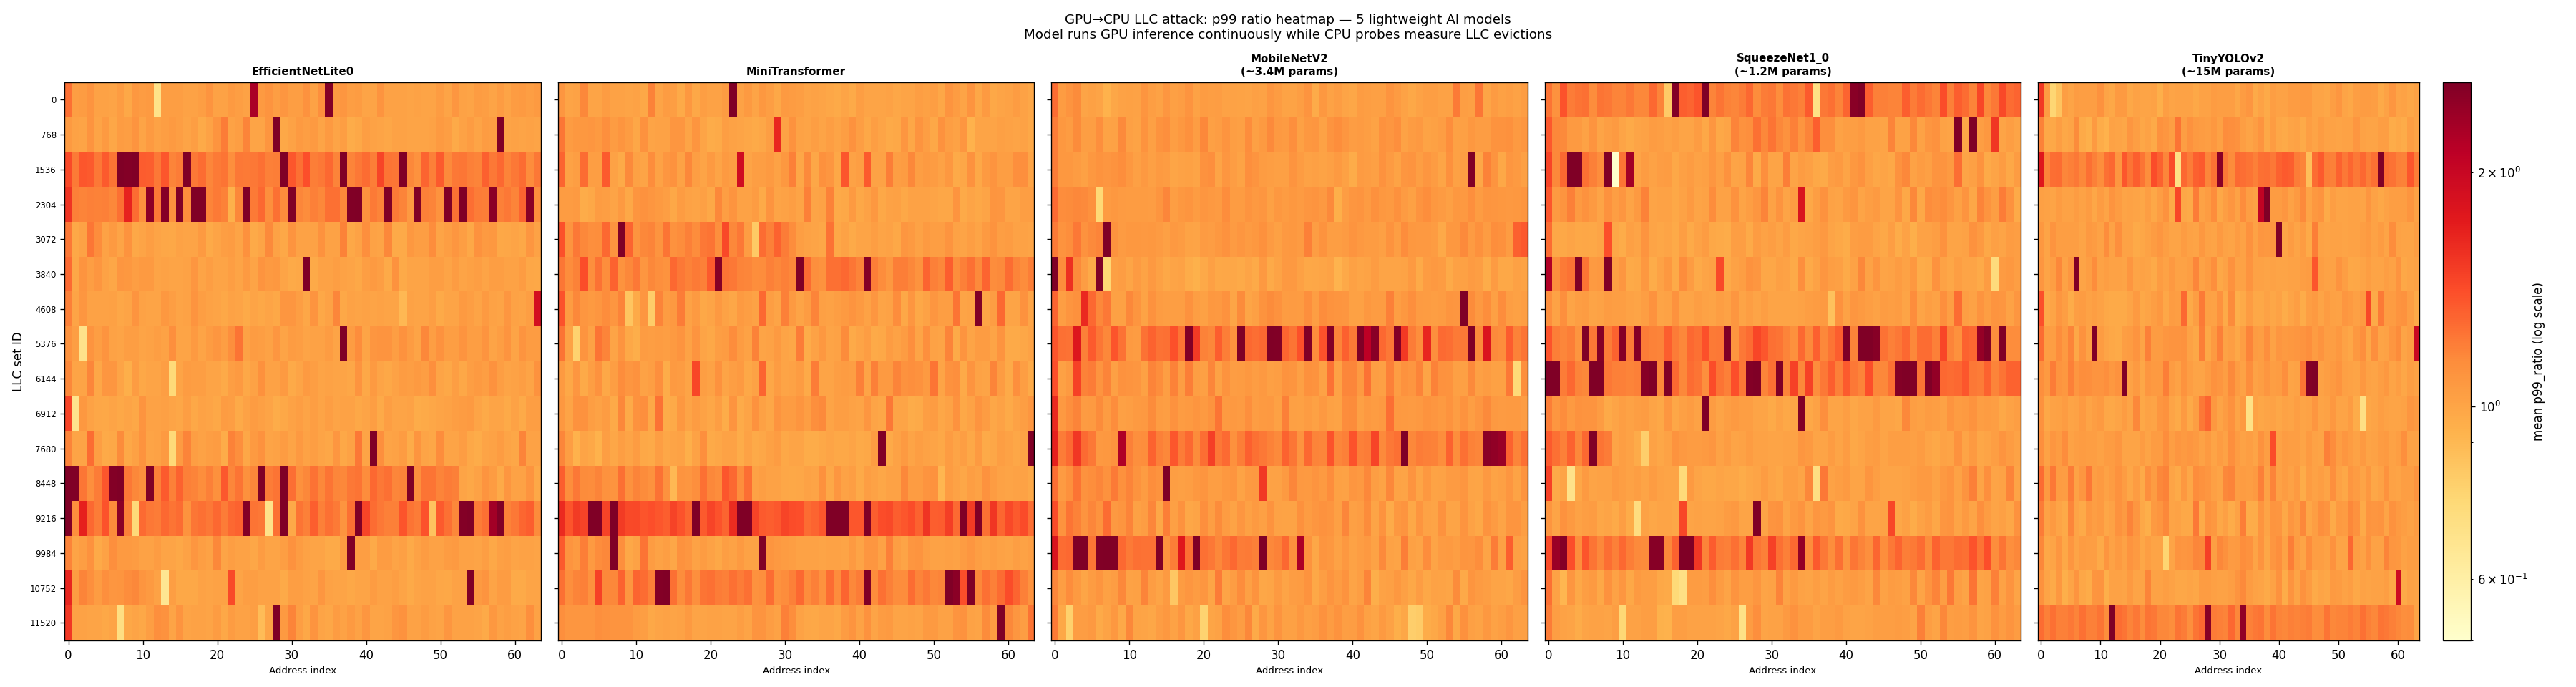 GPU→CPU LLC attack: p99 ratio heatmap — 5 lightweight AI models
Model runs GPU inference continuously while CPU probes measure LLC evictions
EfficientNetLite0
MiniTransformer
MobileNetV2
(~3.4M params)
SqueezeNet1_0
(~1.2M params)
TinyYOLOv2
(~15M params)
LLC set ID
0
768
1536
2304
3072
3840
4608
5376
6144
6912
7680
8448
9216
9984
10752
11520
0 10 20 30 40 50 60
Address index
0 10 20 30 40 50 60
Address index
0 10 20 30 40 50 60
Address index
0 10 20 30 40 50 60
Address index
0 10 20 30 40 50 60
Address index
2 × 10⁰
10⁰
6 × 10⁻¹
mean p99_ratio (log scale)